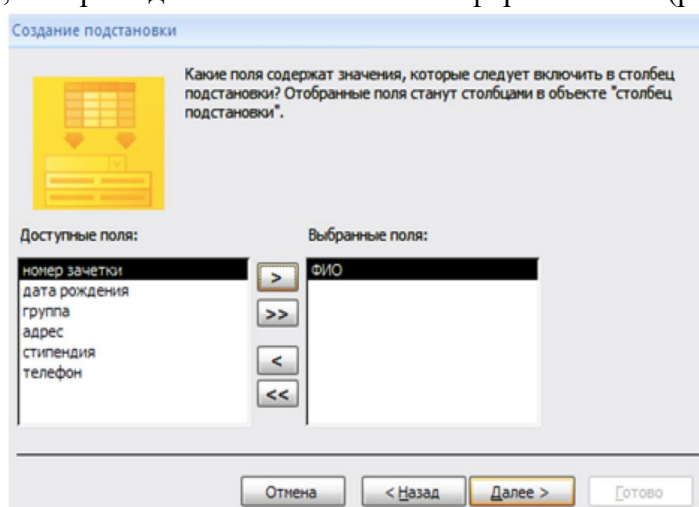 Создание подстановки
Какие поля содержат значения, которые следует включить в столбец
подстановки? Отобранные поля станут столбцами в объекте "столбец
подстановки".
Доступные поля:
Выбранные поля:
номер зачетки
дата рождения
группа
адрес
стипендия
телефон
>
>>
<
<<
ФИО
Отмена
< Назад
Далее >
Готово